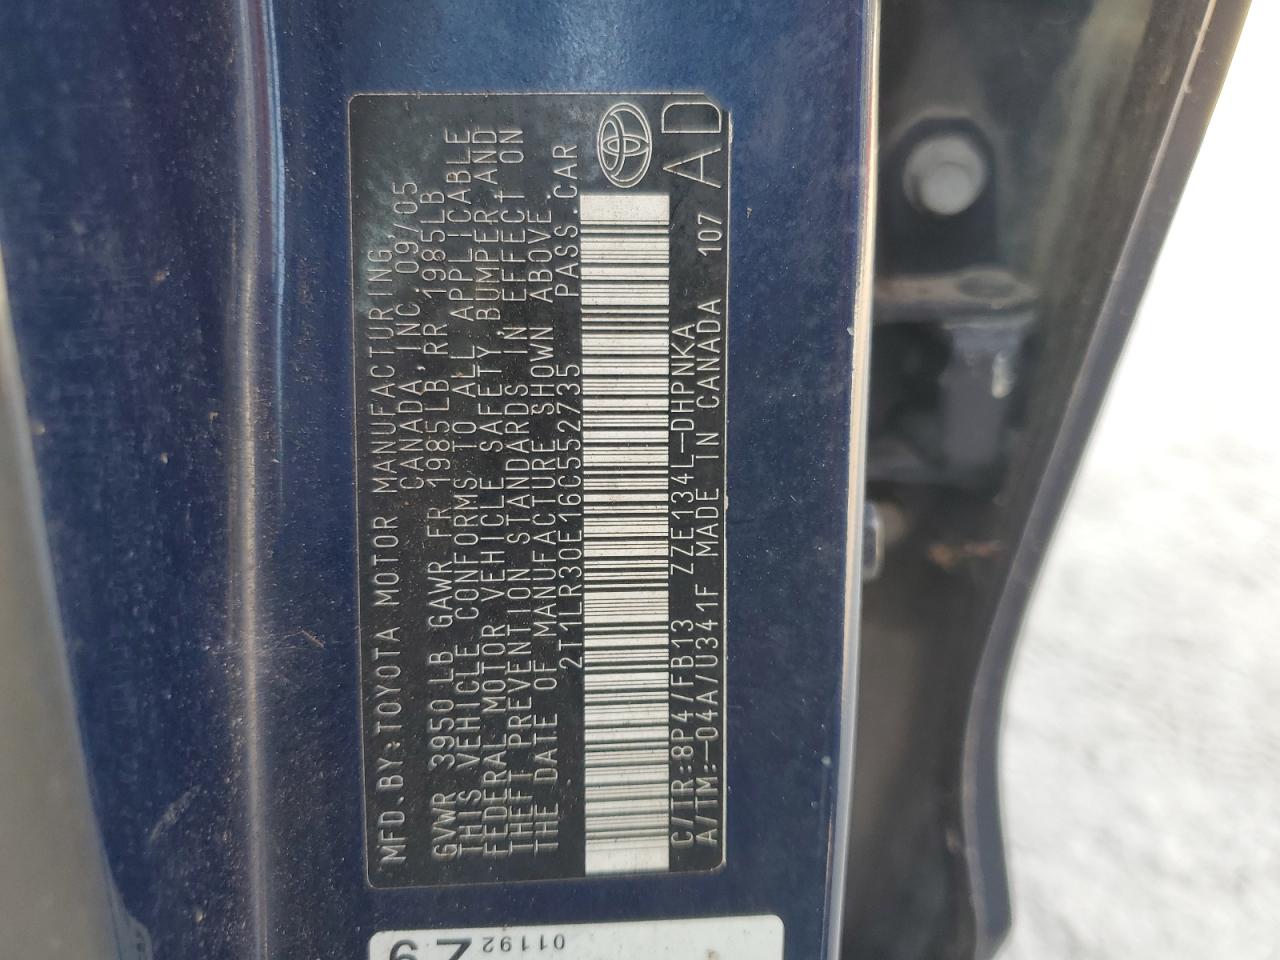 MFD.BY:TOYOTA MOTOR MANUFACTURING
CANADA,INC. 09/05
GVWR 3950LB GAWR FR 1985LB,RR 1985LB
THIS VEHICLE CONFORMS TO ALL APPLICABLE
FEDERAL MOTOR VEHICLE SAFETY,BUMPER,AND
THEFT PREVENTION STANDARDS IN EFFECT ON
THE DATE OF MANUFACTURE SHOWN ABOVE.
2T1LR30E16C552735 PASS.CAR
C/TR:8P4/FB13 ZZE134L-DHPNKA
A/TM:-04A/U341F MADE IN CANADA 107 AD
01192